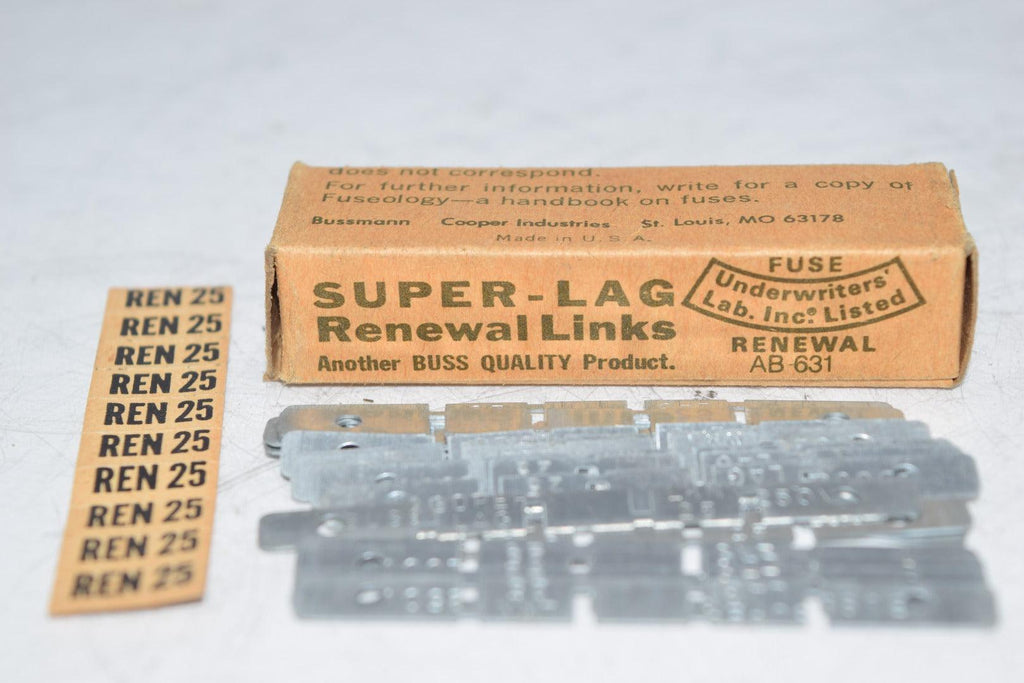 does not correspond.
For further information, write for a copy of
Fuseology—a handbook on fuses.
Bussmann Cooper Industries St. Louis, MO 63178
Made in U. S. A.
SUPER-LAG
Renewal Links
Another BUSS QUALITY Product.
FUSE
Underwriters'
Lab. Inc. Listed
RENEWAL
AB-631
REN 25
REN 25
REN 25
REN 25
REN 25
REN 25
REN 25
REN 25
REN 25
REN 25